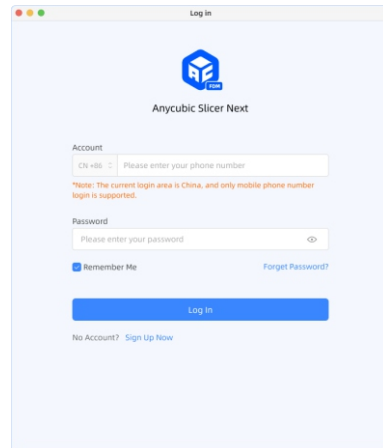 Log in
FDM
Anycubic Slicer Next
Account
CN +86 Please enter your phone number
*Note: The current login area is China, and only mobile phone number
login is supported.
Password
Please enter your password
Remember Me Forget Password?
Log In
No Account? Sign Up Now